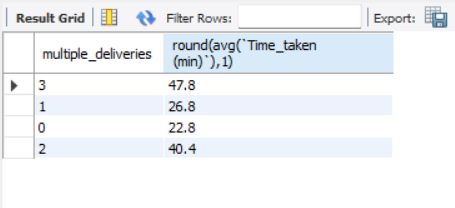 Result Grid Filter Rows: Export:
multiple_deliveries round(avg(`Time_taken
(min)`),1)
3 47.8
1 26.8
0 22.8
2 40.4